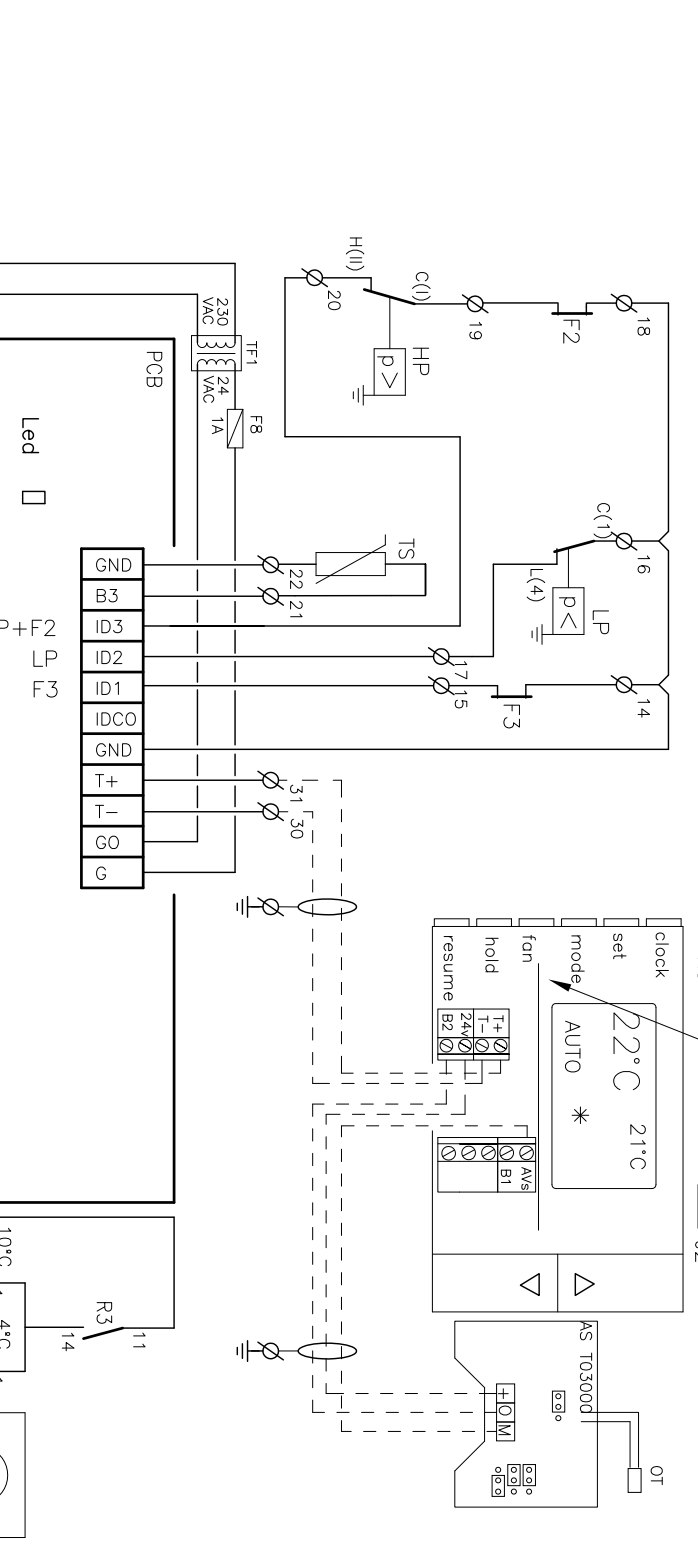 H(II)
20
C(I)
19
F2
18
HP
p>
230
VAC
TF1
24
VAC
PCB
F8
1A
Led
C(1)
16
L(4)
p<
LP
TS
22
21
GND
B3
P+F2
ID3
LP
ID2
17
F3
ID1
15
F3
14
IDCO
GND
T+
31
T−
30
GO
G
resume
hold
fan
mode
set
clock
B2
24v
T−
T+
22°C
AUTO
21°C
B1
AVs
10°C
4°C
R3
14
11
AS T03000
+
O
M
OT